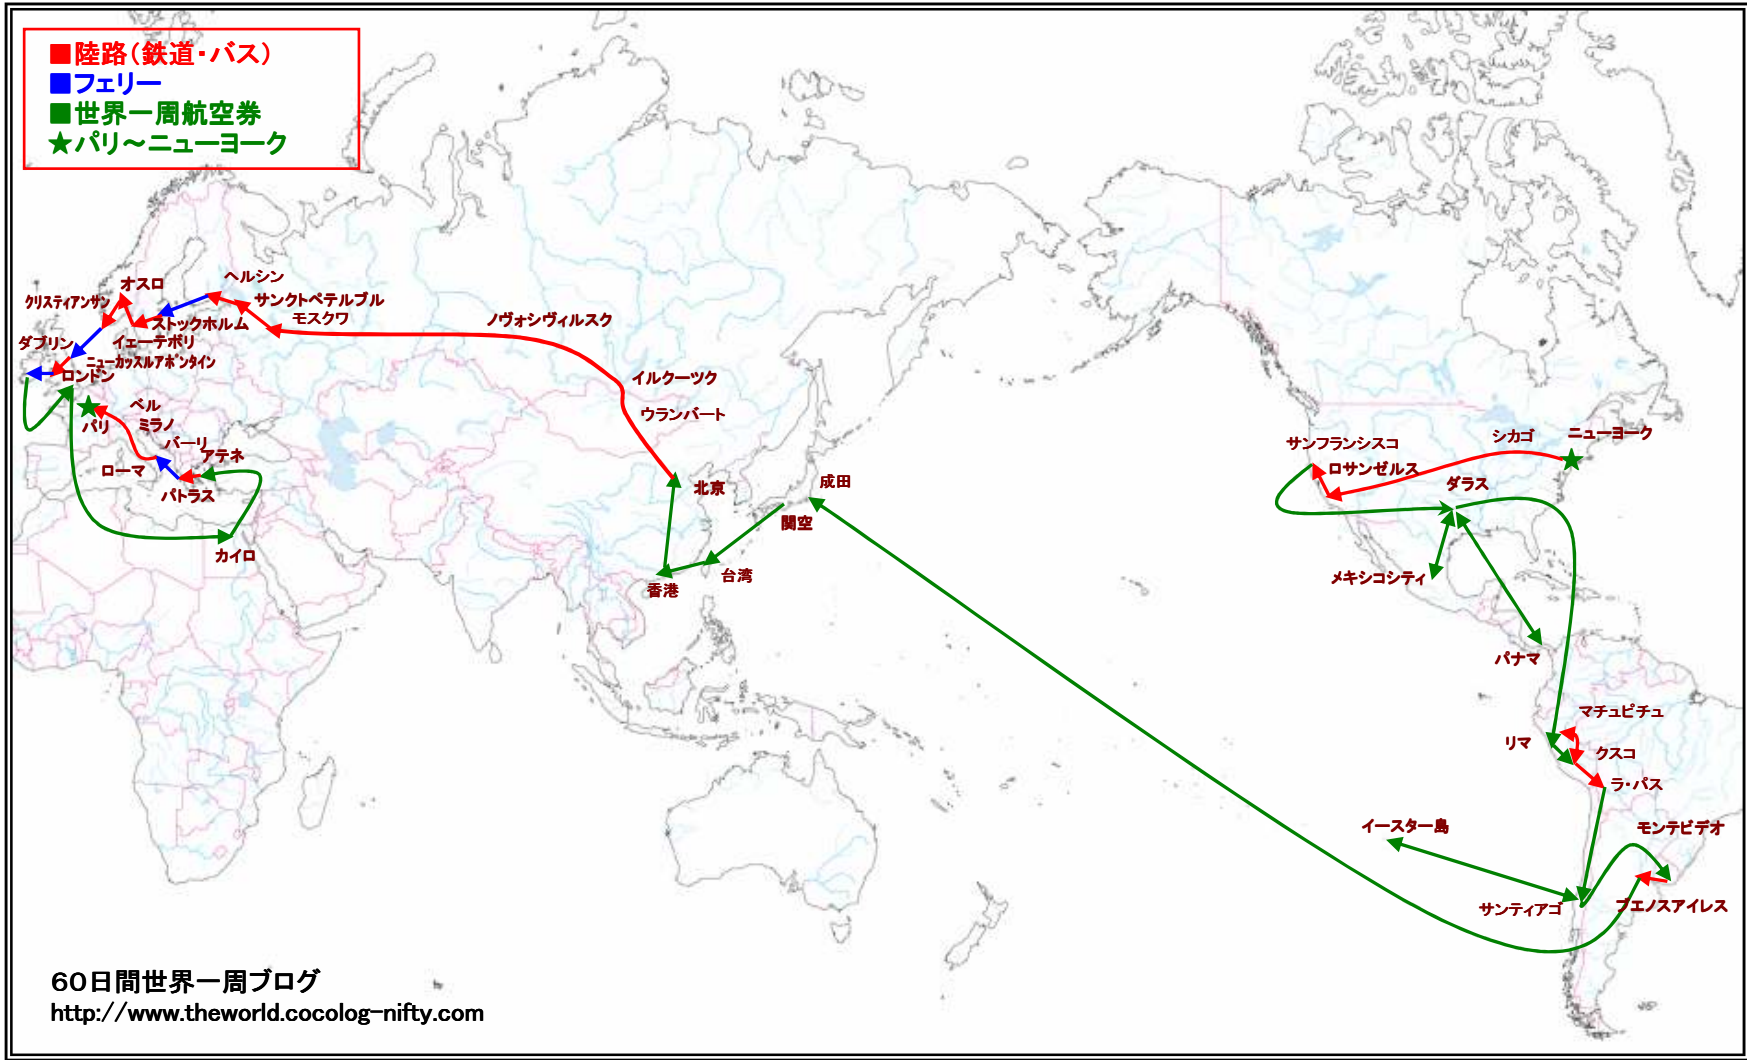 ■陸路(鉄道・バス)
■フェリー
■世界一周航空券
★パリ～ニューヨーク
ヘルシン
オスロ
クリスティアンサン
サンクトペテルブル
モスクワ
ノヴォシヴィルスク
ストックホルム
ダブリン
イェーテボリ
ニューカッスルアポンタイン
ロンドン
イルクーツク
ベル
ウランバート
パリ
ミラノ
バーリ
アテネ
ローマ
パトラス
北京
成田
関空
カイロ
台湾
香港
シカゴ
ニューヨーク
サンフランシスコ
ロサンゼルス
ダラス
メキシコシティ
パナマ
マチュピチュ
リマ
クスコ
ラ・パス
イースター島
モンテビデオ
サンティアゴ
ブエノスアイレス
60日間世界一周ブログ
http://www.theworld.cocolog-nifty.com